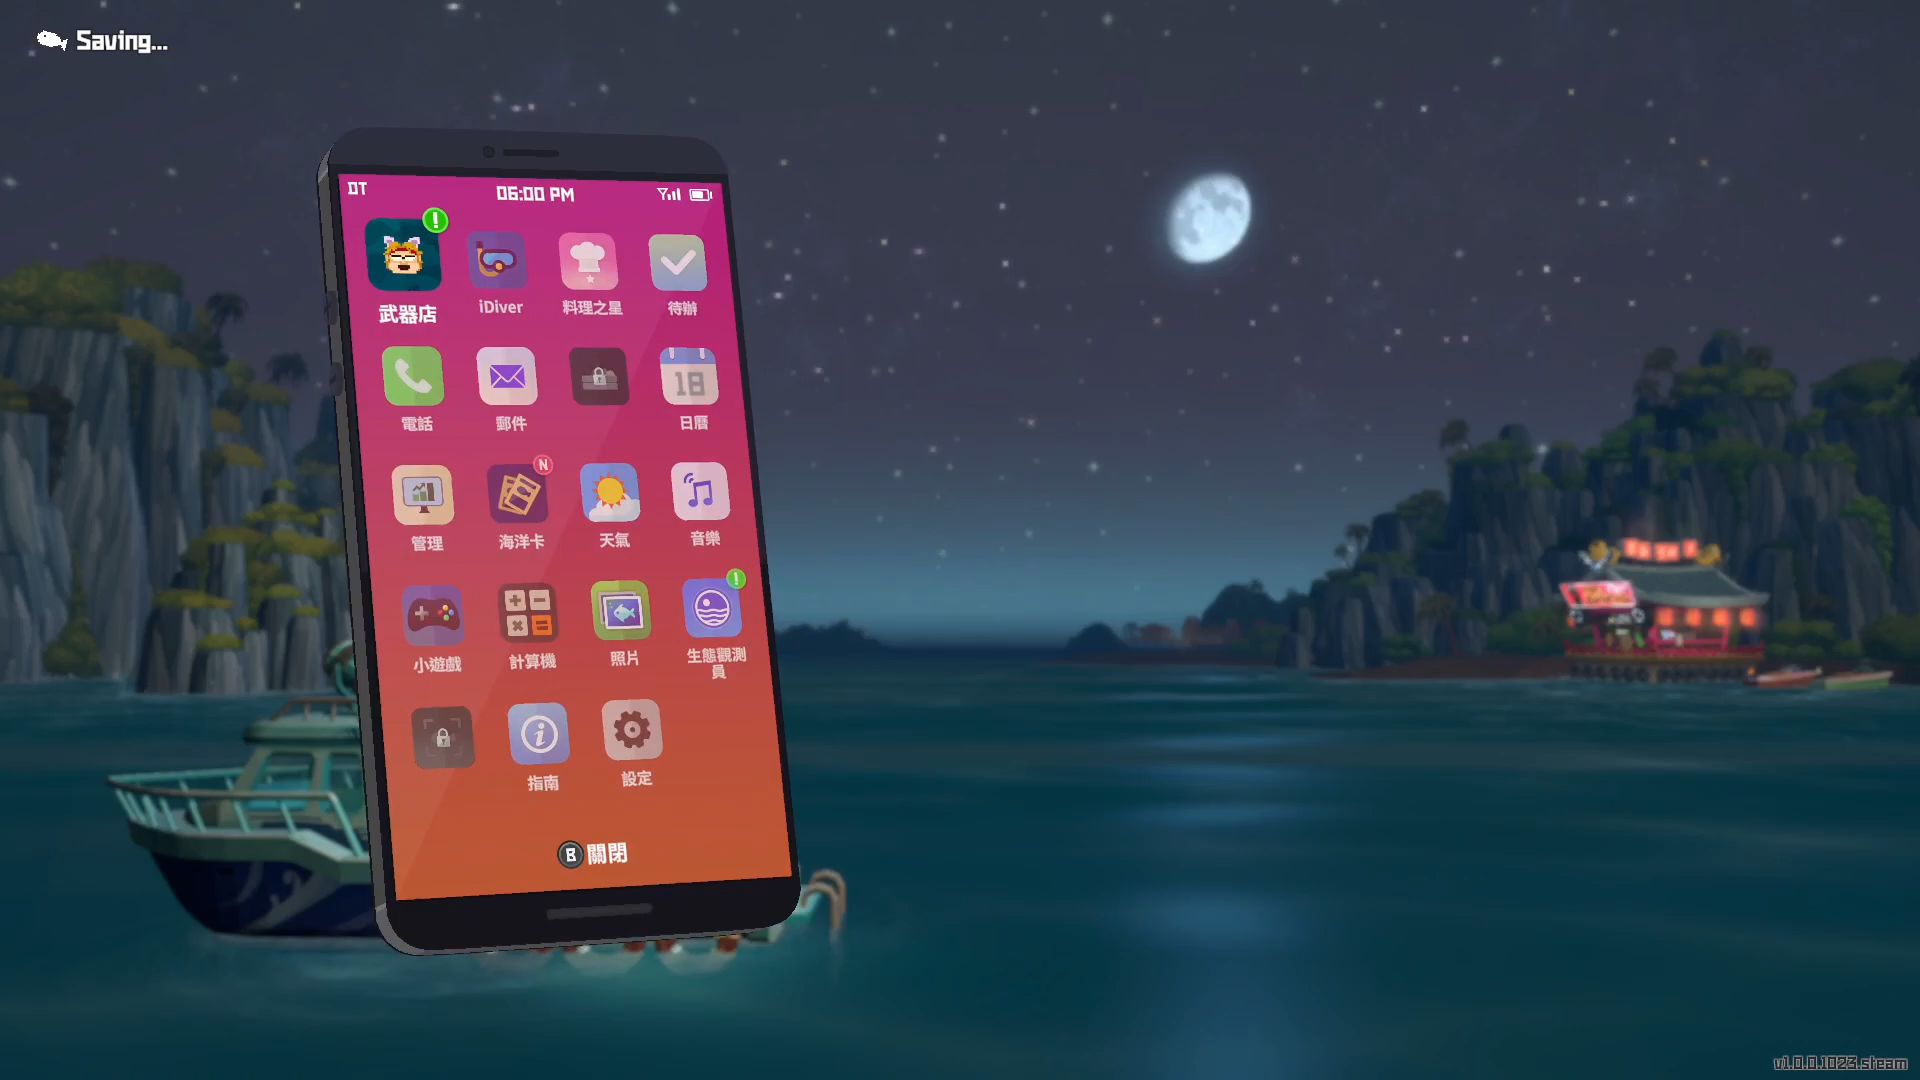 Saving...
DT
06:00 PM
武器店
iDiver
料理之星
待辦
電話
郵件
18
日曆
N
管理
海洋卡
天氣
音樂
小遊戲
計算機
照片
生態觀測
員
指南
設定
B 關閉
v1.0.0.1023.steam